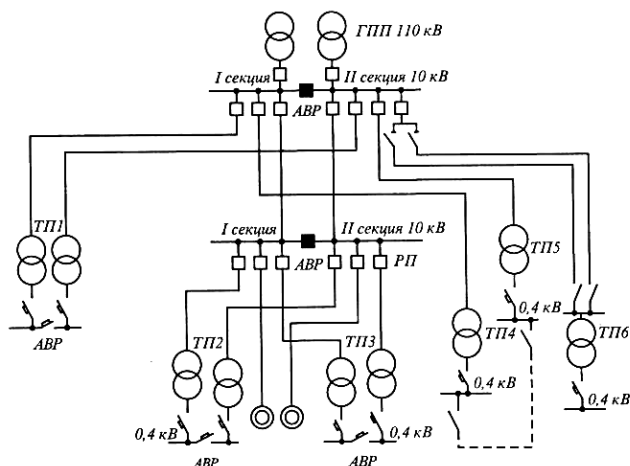 ГПП 110 кВ
I секция
II секция 10 кВ
АВР
ТП1
I секция
II секция 10 кВ
ТП5
АВР
РП
АВР
ТП2
ТП3
ТП4
0,4 кВ
ТП6
0,4 кВ
0,4 кВ
0,4 кВ
0,4 кВ
АВР
АВР